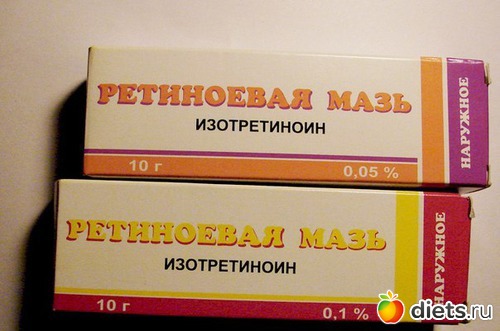 РЕТИНОЕВАЯ МАЗЬ
ИЗОТРЕТИНОИН
10 г 0,05 %
НАРУЖНОЕ
РЕТИНОЕВАЯ МАЗЬ
ИЗОТРЕТИНОИН
10 г 0,1 %
НАРУЖНОЕ
diets.ru